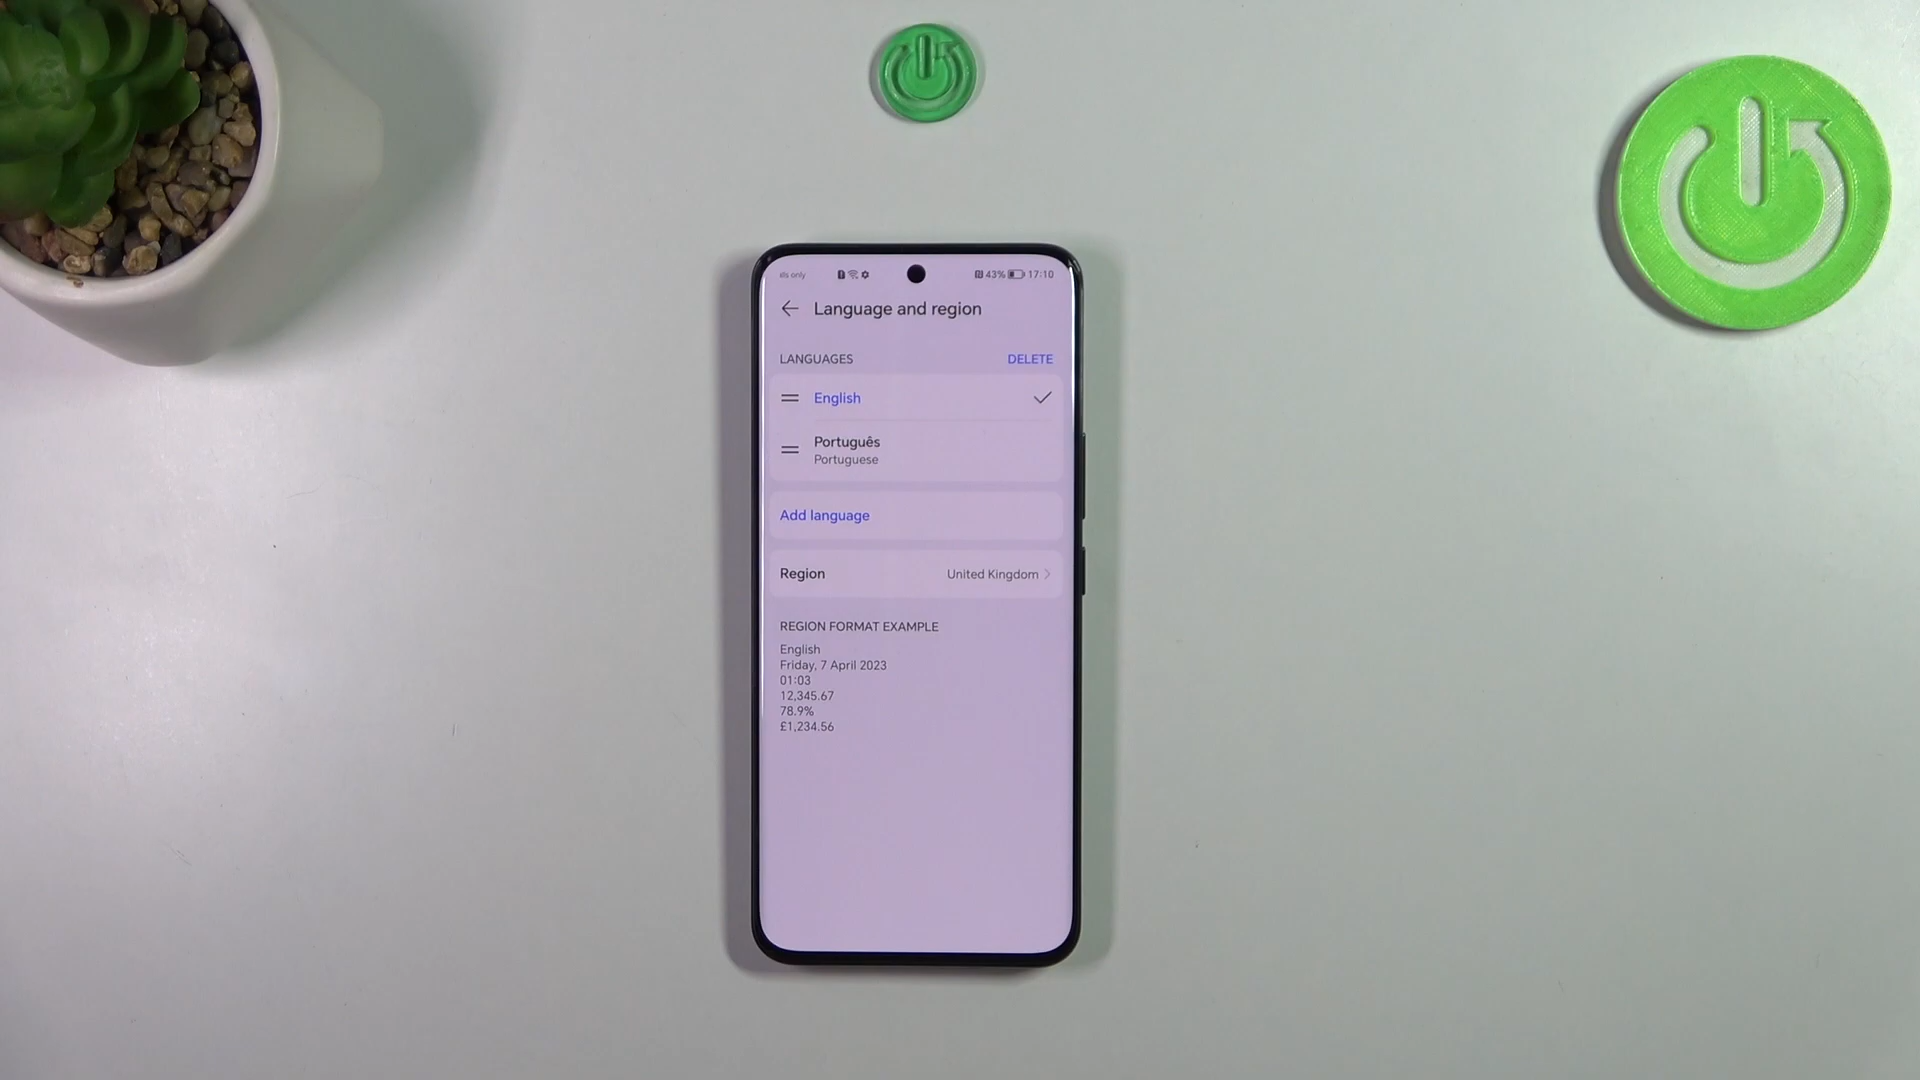 only
43% 17:10
Language and region
LANGUAGES DELETE
English
Português
Portuguese
Add language
Region United Kingdom
REGION FORMAT EXAMPLE
English
Friday, 7 April 2023
01:03
12,345.67
78.9%
£1,234.56